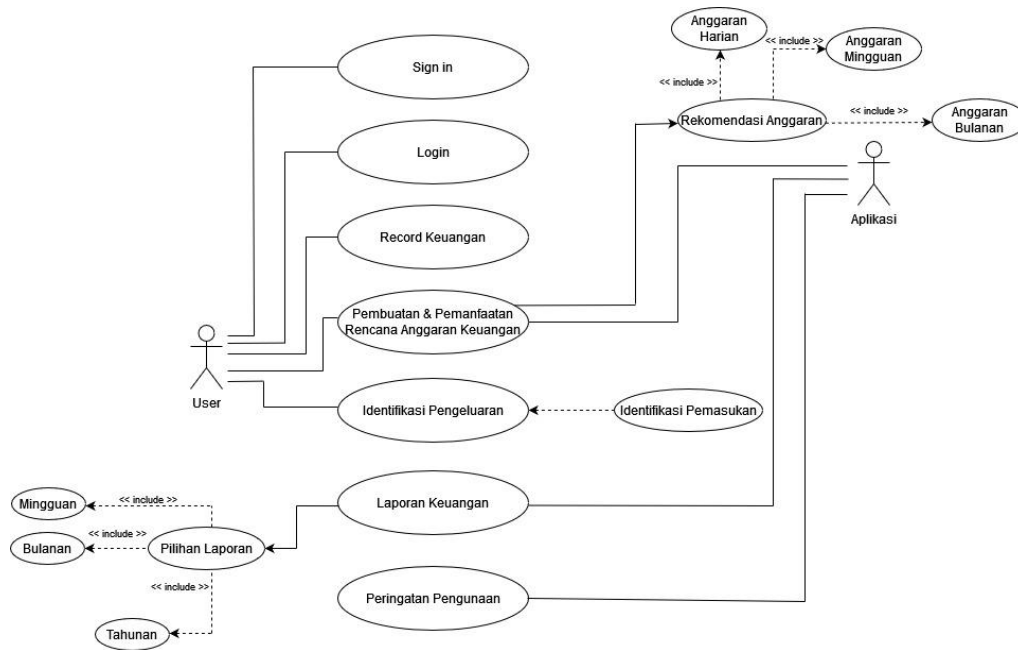 Anggaran
Harian
<< include >>
Anggaran
Mingguan
<< include >>
Sign in
Rekomendasi Anggaran
<< include >>
Anggaran
Bulanan
Login
Aplikasi
Record Keuangan
Pembuatan & Pemanfaatan
Rencana Anggaran Keuangan
User
Identifikasi Pengeluaran
Identifikasi Pemasukan
Mingguan
<< include >>
Laporan Keuangan
Bulanan
<< include >>
Pilihan Laporan
<< include >>
Peringatan Pengunaan
Tahunan